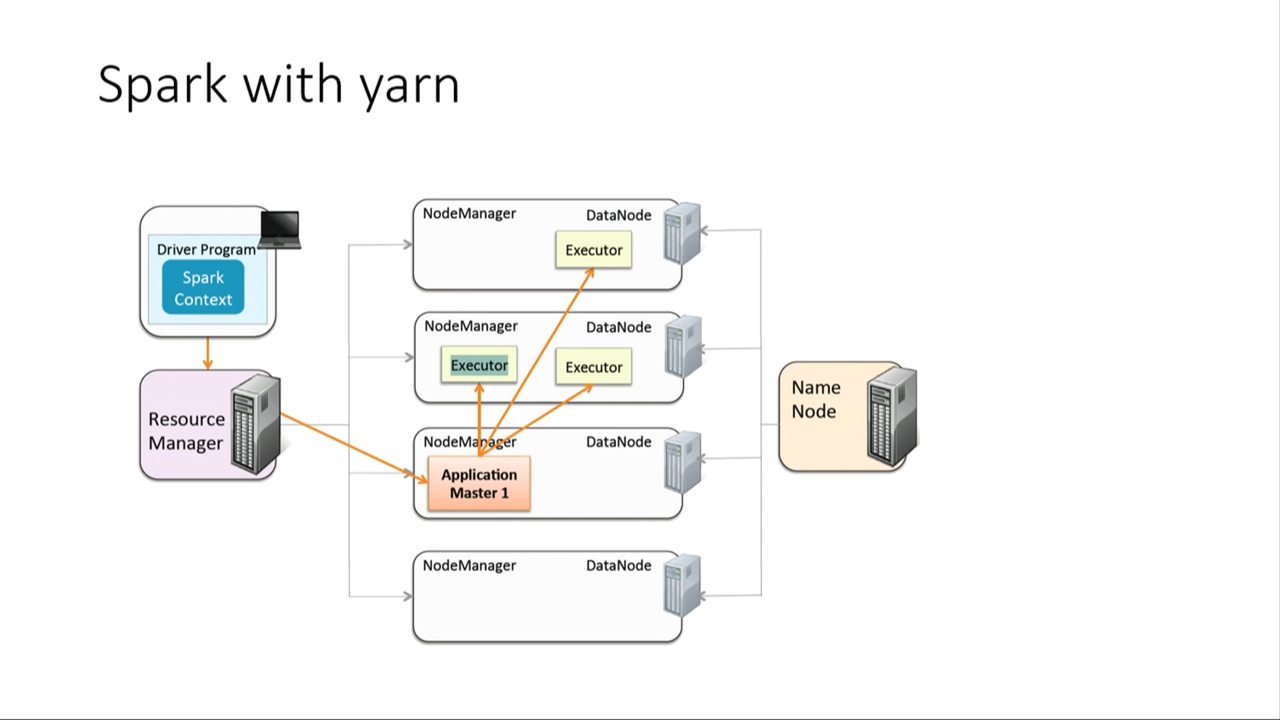 Spark with yarn
Driver Program
Spark
Context
Resource
Manager
NodeManager
DataNode
Executor
NodeManager
DataNode
Executor
Executor
NodeManager
DataNode
Application
Master 1
NodeManager
DataNode
Name
Node